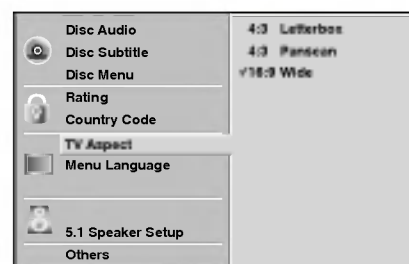 Disc Audio
Disc Subtitle
Disc Menu
Rating
Country Code
TV Aspect
Menu Language
5.1 Speaker Setup
Others
4:3 Letterbox
4:3 Panscan
√16:9 Wide